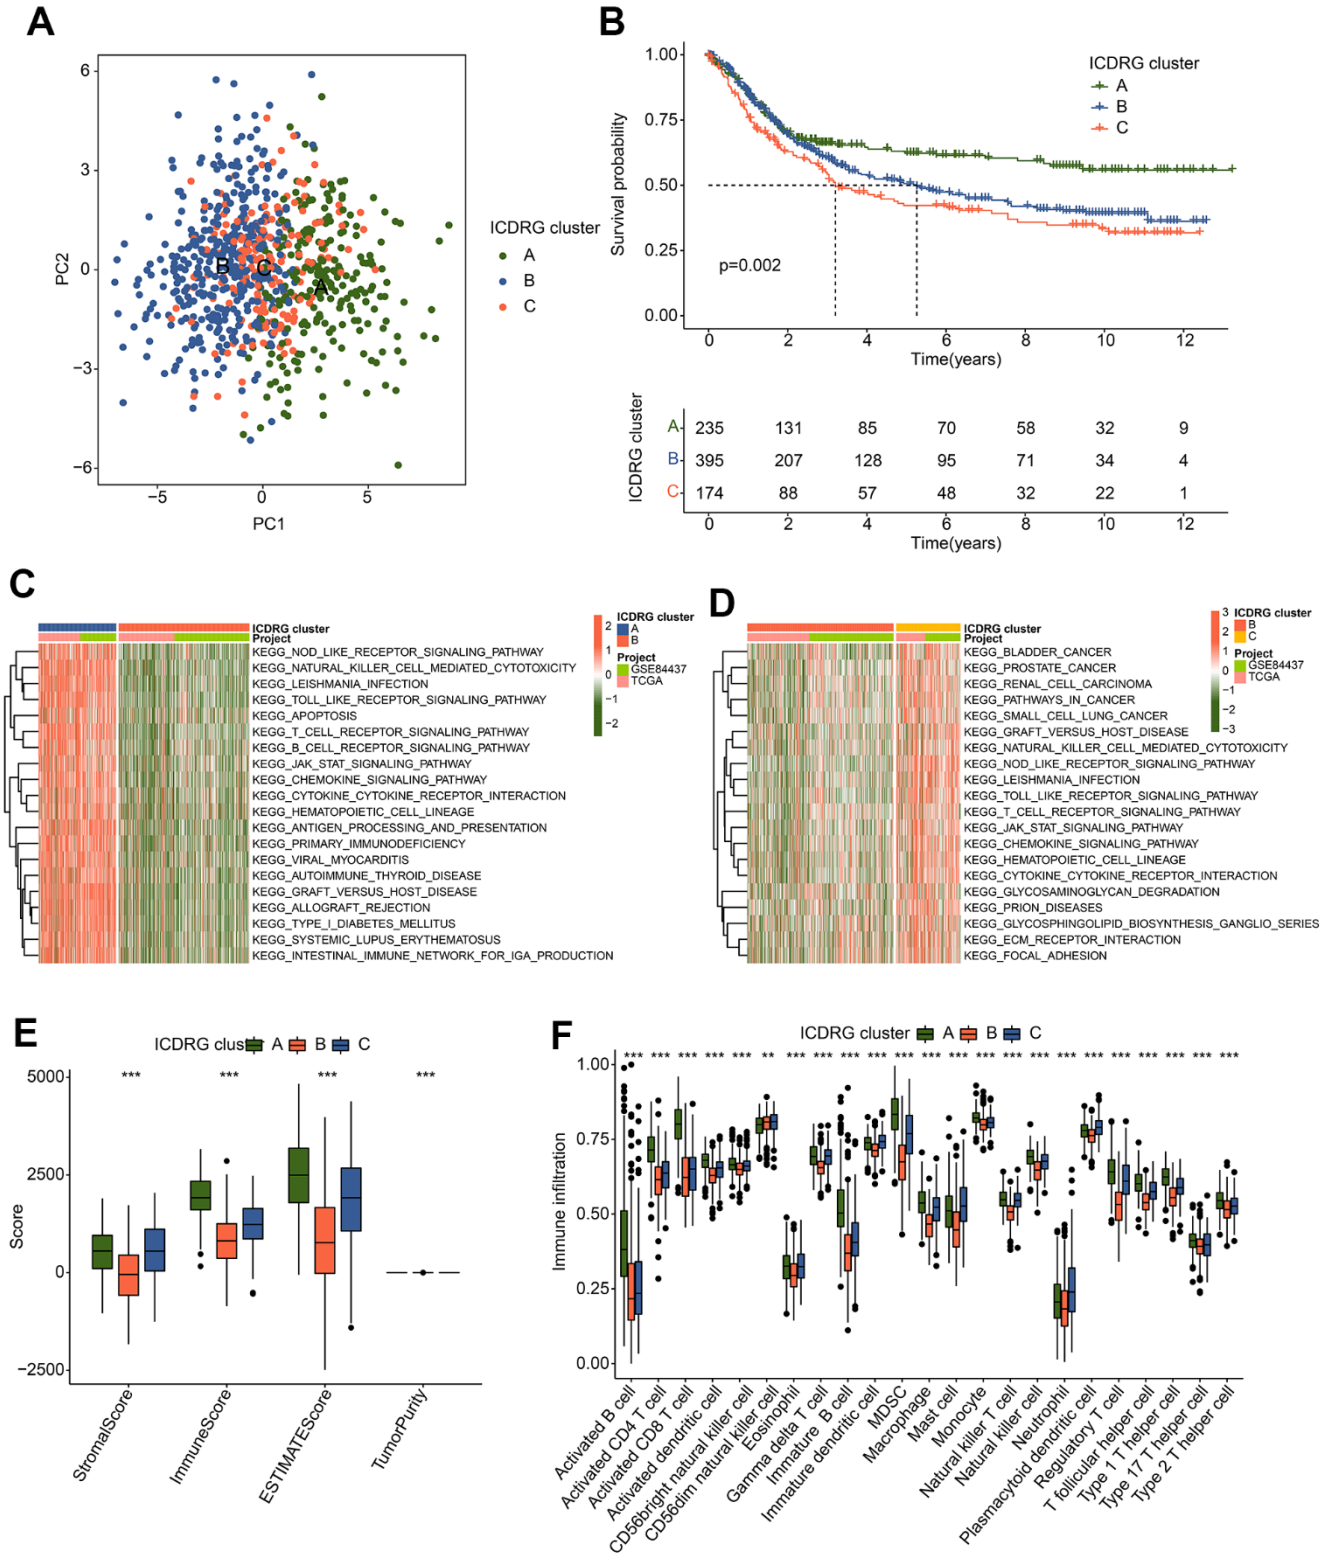 A
6
3
0
−3
−6
PC2
−5
0
5
PC1
B
C
A
ICDRG cluster
A
B
C
B
1.00
0.75
0.50
0.25
0.00
Survival probability
p=0.002
ICDRG cluster
A
B
C
0 2 4 6 8 10 12
Time(years)
ICDRG cluster
A 235 131 85 70 58 32 9
B 395 207 128 95 71 34 4
C 174 88 57 48 32 22 1
0 2 4 6 8 10 12
Time(years)
C
ICDRG cluster
Project
KEGG_NOD_LIKE_RECEPTOR_SIGNALING_PATHWAY
KEGG_NATURAL_KILLER_CELL_MEDIATED_CYTOTOXICITY
KEGG_LEISHMANIA_INFECTION
KEGG_TOLL_LIKE_RECEPTOR_SIGNALING_PATHWAY
KEGG_APOPTOSIS
KEGG_T_CELL_RECEPTOR_SIGNALING_PATHWAY
KEGG_B_CELL_RECEPTOR_SIGNALING_PATHWAY
KEGG_JAK_STAT_SIGNALING_PATHWAY
KEGG_CHEMOKINE_SIGNALING_PATHWAY
KEGG_CYTOKINE_CYTOKINE_RECEPTOR_INTERACTION
KEGG_HEMATOPOIETIC_CELL_LINEAGE
KEGG_ANTIGEN_PROCESSING_AND_PRESENTATION
KEGG_PRIMARY_IMMUNODEFICIENCY
KEGG_VIRAL_MYOCARDITIS
KEGG_AUTOIMMUNE_THYROID_DISEASE
KEGG_GRAFT_VERSUS_HOST_DISEASE
KEGG_ALLOGRAFT_REJECTION
KEGG_TYPE_I_DIABETES_MELLITUS
KEGG_SYSTEMIC_LUPUS_ERYTHEMATOSUS
KEGG_INTESTINAL_IMMUNE_NETWORK_FOR_IGA_PRODUCTION
2
1
0
−1
−2
ICDRG cluster
A
B
Project
GSE84437
TCGA
D
ICDRG cluster
Project
KEGG_BLADDER_CANCER
KEGG_PROSTATE_CANCER
KEGG_RENAL_CELL_CARCINOMA
KEGG_PATHWAYS_IN_CANCER
KEGG_SMALL_CELL_LUNG_CANCER
KEGG_GRAFT_VERSUS_HOST_DISEASE
KEGG_NATURAL_KILLER_CELL_MEDIATED_CYTOTOXICITY
KEGG_NOD_LIKE_RECEPTOR_SIGNALING_PATHWAY
KEGG_LEISHMANIA_INFECTION
KEGG_TOLL_LIKE_RECEPTOR_SIGNALING_PATHWAY
KEGG_T_CELL_RECEPTOR_SIGNALING_PATHWAY
KEGG_JAK_STAT_SIGNALING_PATHWAY
KEGG_CHEMOKINE_SIGNALING_PATHWAY
KEGG_HEMATOPOIETIC_CELL_LINEAGE
KEGG_CYTOKINE_CYTOKINE_RECEPTOR_INTERACTION
KEGG_GLYCOSAMINOGLYCAN_DEGRADATION
KEGG_PRION_DISEASES
KEGG_GLYCOSPHINGOLIPID_BIOSYNTHESIS_GANGLIO_SERIES
KEGG_ECM_RECEPTOR_INTERACTION
KEGG_FOCAL_ADHESION
3
2
1
0
−1
−2
−3
ICDRG cluster
B
C
Project
GSE84437
TCGA
E
ICDRG clust A B C
5000
2500
0
−2500
Score
*** *** *** ***
StromalScore
ImmuneScore
ESTIMATEScore
TumorPurity
F
ICDRG cluster A B C
1.00
0.75
0.50
0.25
0.00
Immune infiltration
*** *** *** *** *** ** *** *** *** *** *** *** *** *** *** *** *** *** *** *** *** *** ***
Activated B cell
Activated CD4 T cell
Activated CD8 T cell
Activated dendritic cell
CD56bright natural killer cell
CD56dim natural killer cell
Eosinophil
Gamma delta T cell
Immature B cell
Immature dendritic cell
MDSC
Macrophage
Mast cell
Monocyte
Natural killer T cell
Natural killer cell
Neutrophil
Plasmacytoid dendritic cell
Regulatory T cell
T follicular helper cell
Type 1 T helper cell
Type 17 T helper cell
Type 2 T helper cell